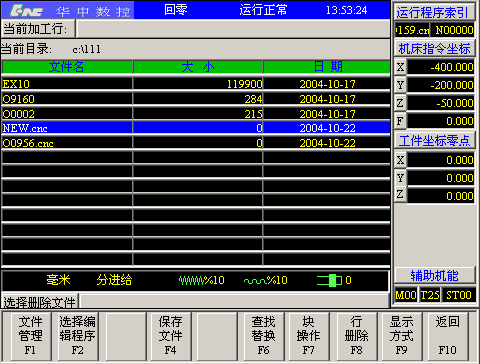 华中数控 回零 运行正常 13:53:24 运行程序索引
当前加工行: O159.cn N00000
当前目录: c:\111 机床指令坐标
文件名 大 小 日 期
EX10 119900 2004-10-17
O9160 284 2004-10-17
O0002 215 2004-10-17
NEW.cnc 0 2004-10-22
O0956.cnc 0 2004-10-22
X -400.000
Y -200.000
Z -50.000
F 0.000
工件坐标零点
X 0.000
Y 0.000
Z 0.000
毫米 分进给 %10 %10 0
辅助机能
M00 T25 ST00
选择删除文件
文件管理 F1
选择编辑程序 F2
保存文件 F4
查找替换 F6
块操作 F7
行删除 F8
显示方式 F9
返回 F10